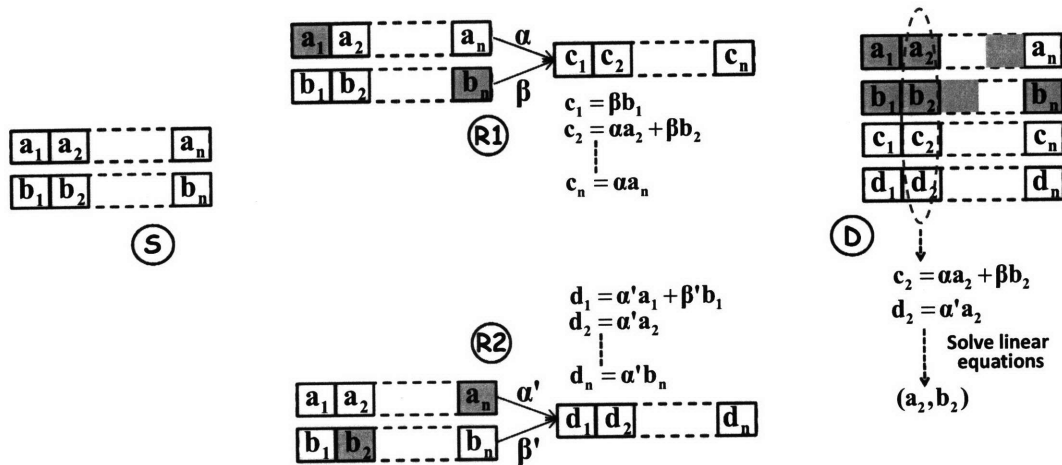 a₁ a₂ aₙ
b₁ b₂ bₙ
S
a₁ a₂ aₙ
b₁ b₂ bₙ
α
β
R1
c₁ c₂ cₙ
c₁ = βb₁
c₂ = αa₂ + βb₂
cₙ = αaₙ
d₁ = α'a₁ + β'b₁
d₂ = α'a₂
dₙ = α'bₙ
R2
a₁ a₂ aₙ
b₁ b₂ bₙ
α'
β'
d₁ d₂ dₙ
a₁ a₂ aₙ
b₁ b₂ bₙ
c₁ c₂ cₙ
d₁ d₂ dₙ
D
c₂ = αa₂ + βb₂
d₂ = α'a₂
Solve linear
equations
(a₂, b₂)